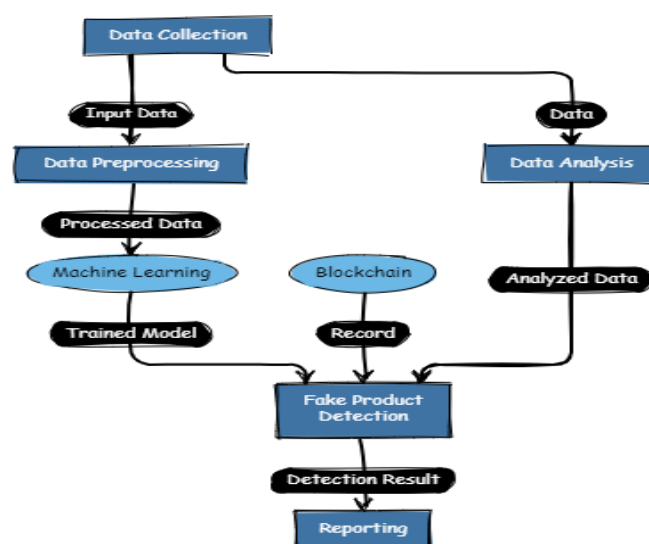 Data Collection
Input Data
Data
Data Preprocessing
Data Analysis
Processed Data
Machine Learning
Blockchain
Analyzed Data
Trained Model
Record
Fake Product
Detection
Detection Result
Reporting